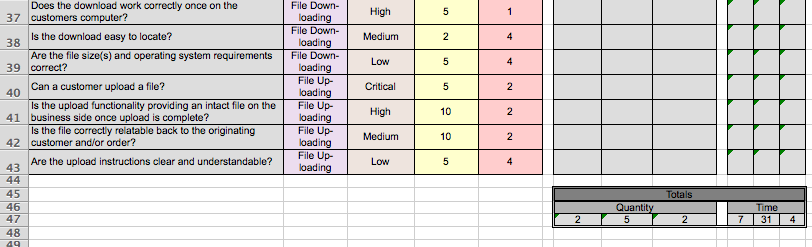 37 Does the download work correctly once on the customers computer? File Down-loading High 5 1
38 Is the download easy to locate? File Down-loading Medium 2 4
39 Are the file size(s) and operating system requirements correct? File Down-loading Low 5 4
40 Can a customer upload a file? File Up-loading Critical 5 2
41 Is the upload functionality providing an intact file on the business side once upload is complete? File Up-loading High 10 2
42 Is the file correctly relatable back to the originating customer and/or order? File Up-loading Medium 10 2
43 Are the upload instructions clear and understandable? File Up-loading Low 5 4
44
45 Totals
46 Quantity Time
47 2 5 2 7 31 4
48
49